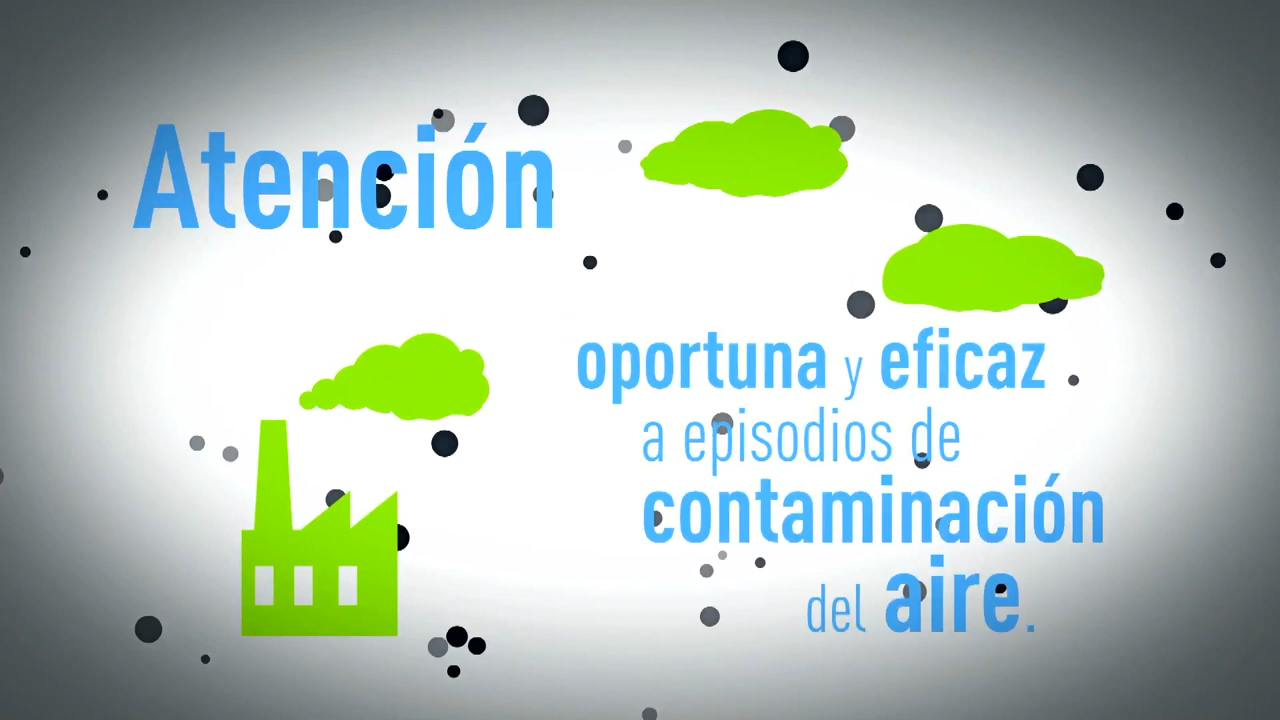 Atención
oportuna y eficaz
a episodios de
contaminación
del aire.